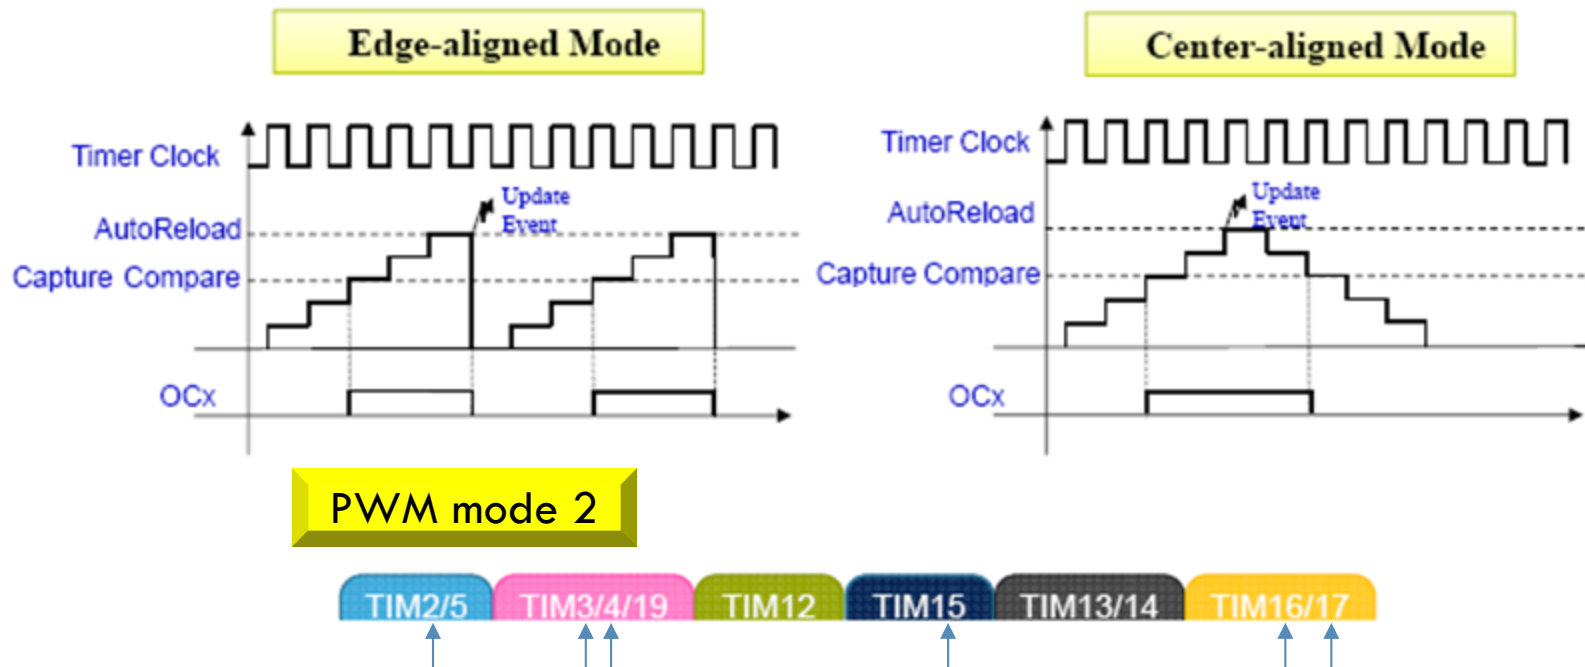 Edge-aligned Mode
Timer Clock
Update
Event
AutoReload
Capture Compare
OCx
Center-aligned Mode
Timer Clock
Update
Event
AutoReload
Capture Compare
OCx
PWM mode 2
TIM2/5
TIM3/4/19
TIM12
TIM15
TIM13/14
TIM16/17